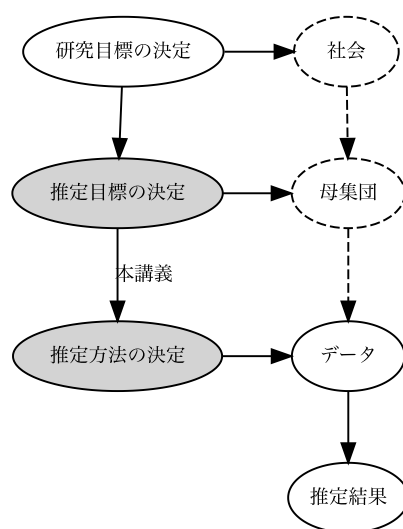 研究目標の決定
社会
推定目標の決定
母集団
本講義
推定方法の決定
データ
推定結果